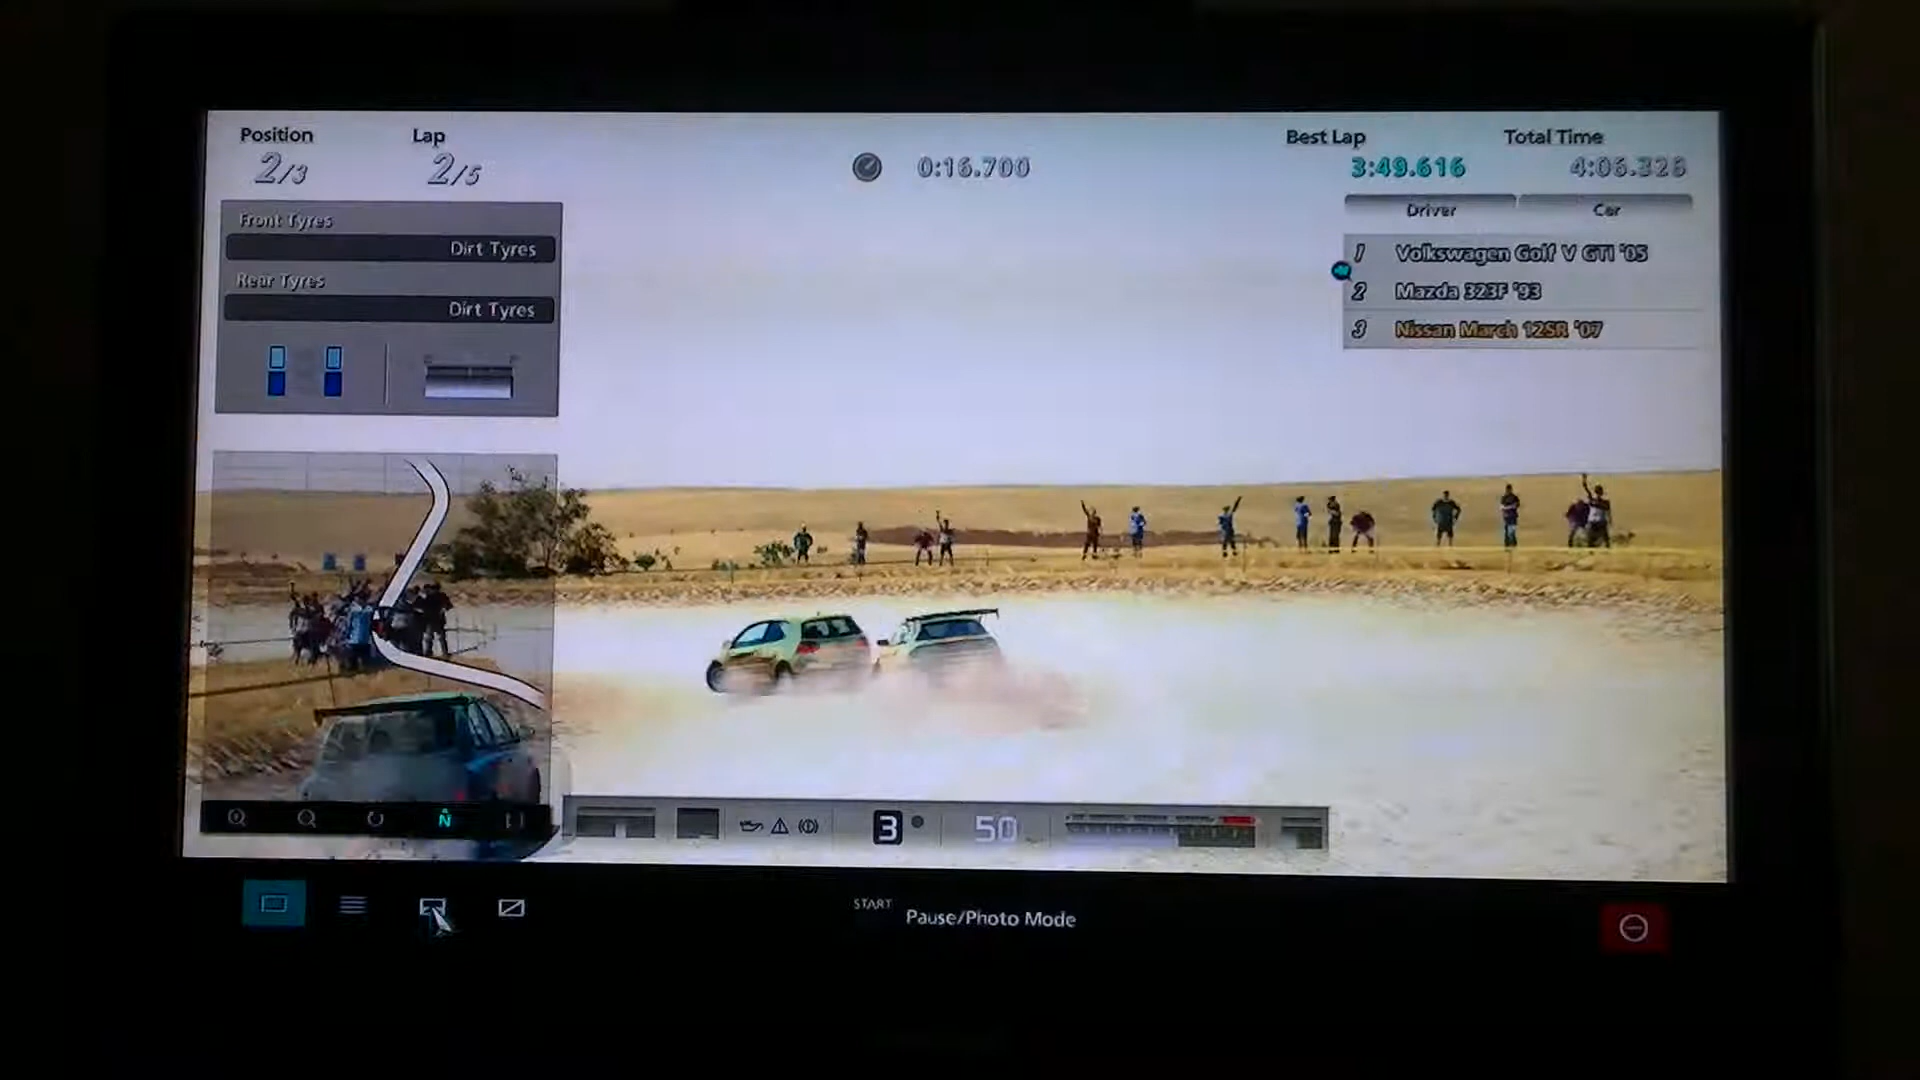 Position
2/3
Lap
2/5
0:16.700
Best Lap
3:49.616
Total Time
4:06.328
Driver
Car
Front Tyres
Dirt Tyres
Rear Tyres
Dirt Tyres
1 Volkswagen Golf V GTI '05
2 Mazda 323F '93
3 Nissan March 12SR '07
N
3
50
START Pause/Photo Mode